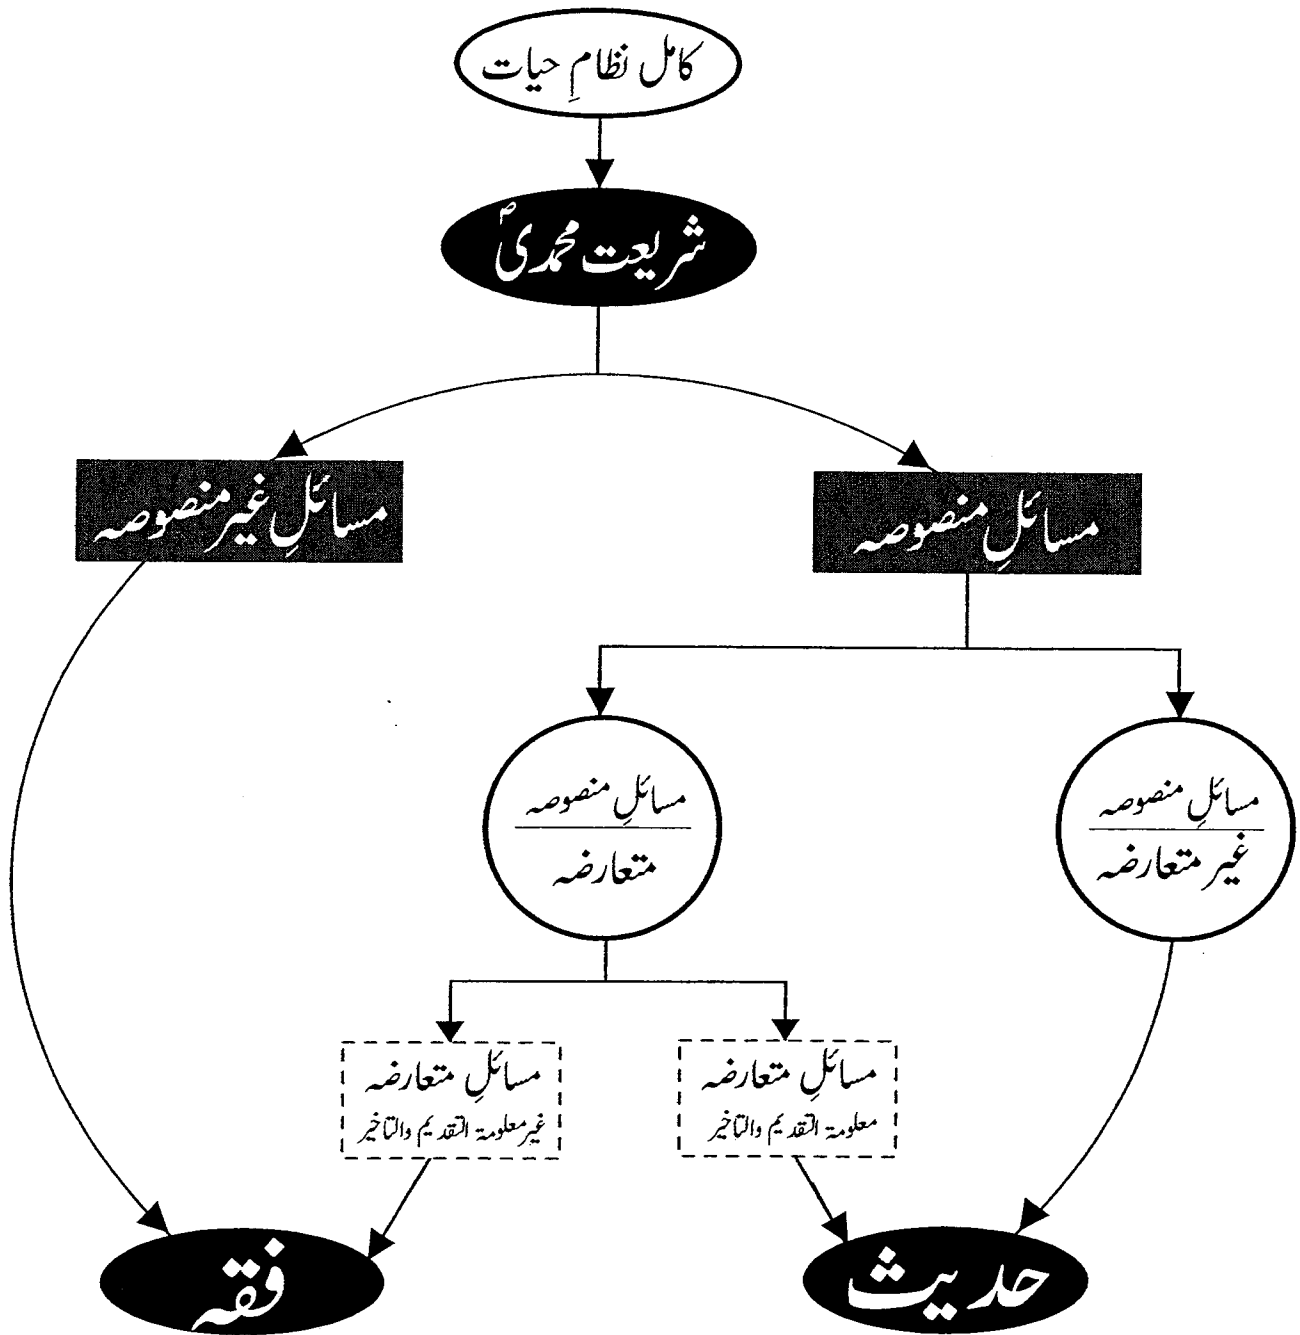 کامل نظامِ حیات
شریعت محمدیؐ
مسائلِ منصوصہ
مسائلِ غیر منصوصہ
مسائلِ منصوصہ
غیر متعارضہ
مسائلِ منصوصہ
متعارضہ
مسائلِ متعارضہ
معلومۃ التقدیم والتاخیر
مسائلِ متعارضہ
غیر معلومۃ التقدیم والتاخیر
حدیث
فقہ